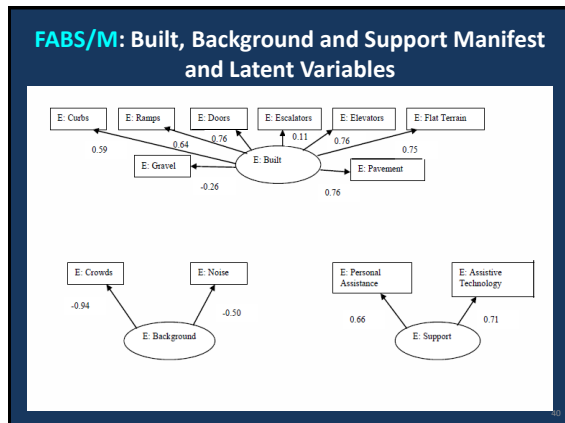 FABS/M: Built, Background and Support Manifest
and Latent Variables
E: Curbs
E: Ramps
E: Doors
E: Escalators
E: Elevators
E: Flat Terrain
0.59
0.64
0.76
0.11
0.76
0.75
E: Gravel
E: Built
E: Pavement
-0.26
0.76
E: Crowds
E: Noise
-0.94
-0.50
E: Background
E: Personal
Assistance
E: Assistive
Technology
0.66
0.71
E: Support
40